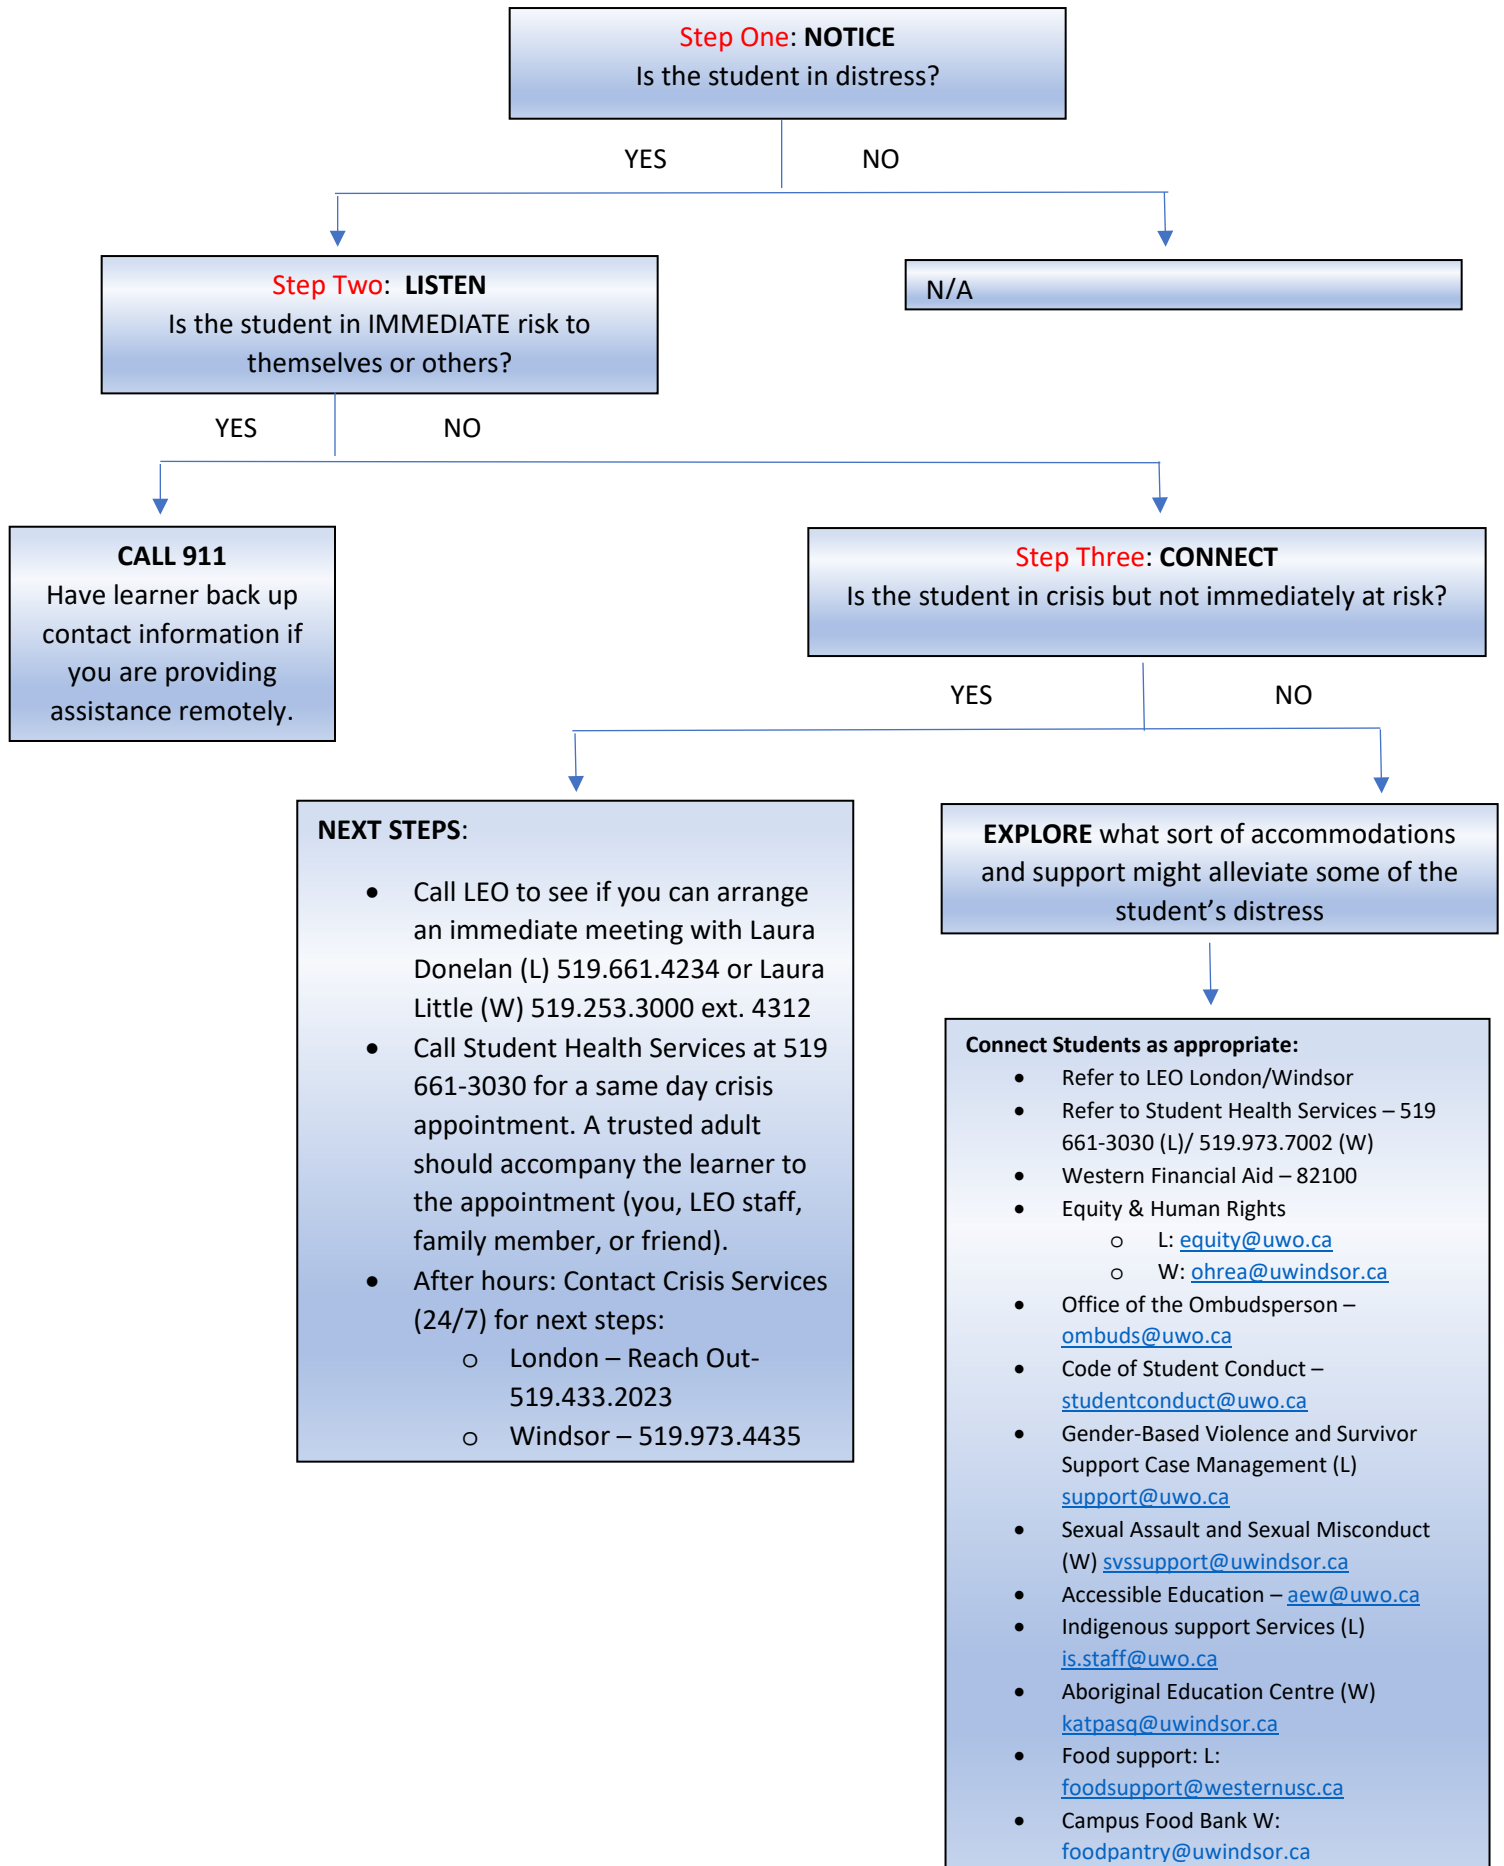 Step One: NOTICE
Is the student in distress?
YES
NO
Step Two: LISTEN
Is the student in IMMEDIATE risk to
themselves or others?
N/A
YES
NO
CALL 911
Have learner back up
contact information if
you are providing
assistance remotely.
Step Three: CONNECT
Is the student in crisis but not immediately at risk?
YES
NO
NEXT STEPS:
• Call LEO to see if you can arrange
an immediate meeting with Laura
Donelan (L) 519.661.4234 or Laura
Little (W) 519.253.3000 ext. 4312
• Call Student Health Services at 519
661-3030 for a same day crisis
appointment. A trusted adult
should accompany the learner to
the appointment (you, LEO staff,
family member, or friend).
• After hours: Contact Crisis Services
(24/7) for next steps:
o London – Reach Out-
519.433.2023
o Windsor – 519.973.4435
EXPLORE what sort of accommodations
and support might alleviate some of the
student’s distress
Connect Students as appropriate:
• Refer to LEO London/Windsor
• Refer to Student Health Services – 519
661-3030 (L)/ 519.973.7002 (W)
• Western Financial Aid – 82100
• Equity & Human Rights
o L: equity@uwo.ca
o W: ohrea@uwindsor.ca
• Office of the Ombudsperson –
ombuds@uwo.ca
• Code of Student Conduct –
studentconduct@uwo.ca
• Gender-Based Violence and Survivor
Support Case Management (L)
support@uwo.ca
• Sexual Assault and Sexual Misconduct
(W) svssupport@uwindsor.ca
• Accessible Education – aew@uwo.ca
• Indigenous support Services (L)
is.staff@uwo.ca
• Aboriginal Education Centre (W)
katpasq@uwindsor.ca
• Food support: L:
foodsupport@westernusc.ca
• Campus Food Bank W:
foodpantry@uwindsor.ca